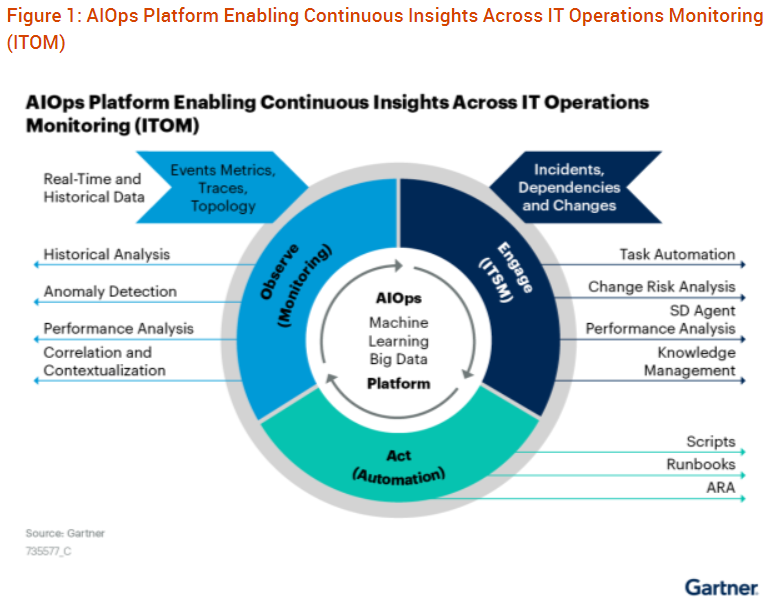 Figure 1: AIOps Platform Enabling Continuous Insights Across IT Operations Monitoring
(ITOM)
AIOps Platform Enabling Continuous Insights Across IT Operations
Monitoring (ITOM)
Real-Time and
Historical Data
Events Metrics,
Traces,
Topology
Incidents,
Dependencies
and Changes
Historical Analysis
Anomaly Detection
Performance Analysis
Correlation and
Contextualization
Observe
(Monitoring)
Engage
(ITSM)
AIOps
Machine
Learning
Big Data
Platform
Task Automation
Change Risk Analysis
SD Agent
Performance Analysis
Knowledge
Management
Act
(Automation)
Scripts
Runbooks
ARA
Source: Gartner
735577_C
Gartner